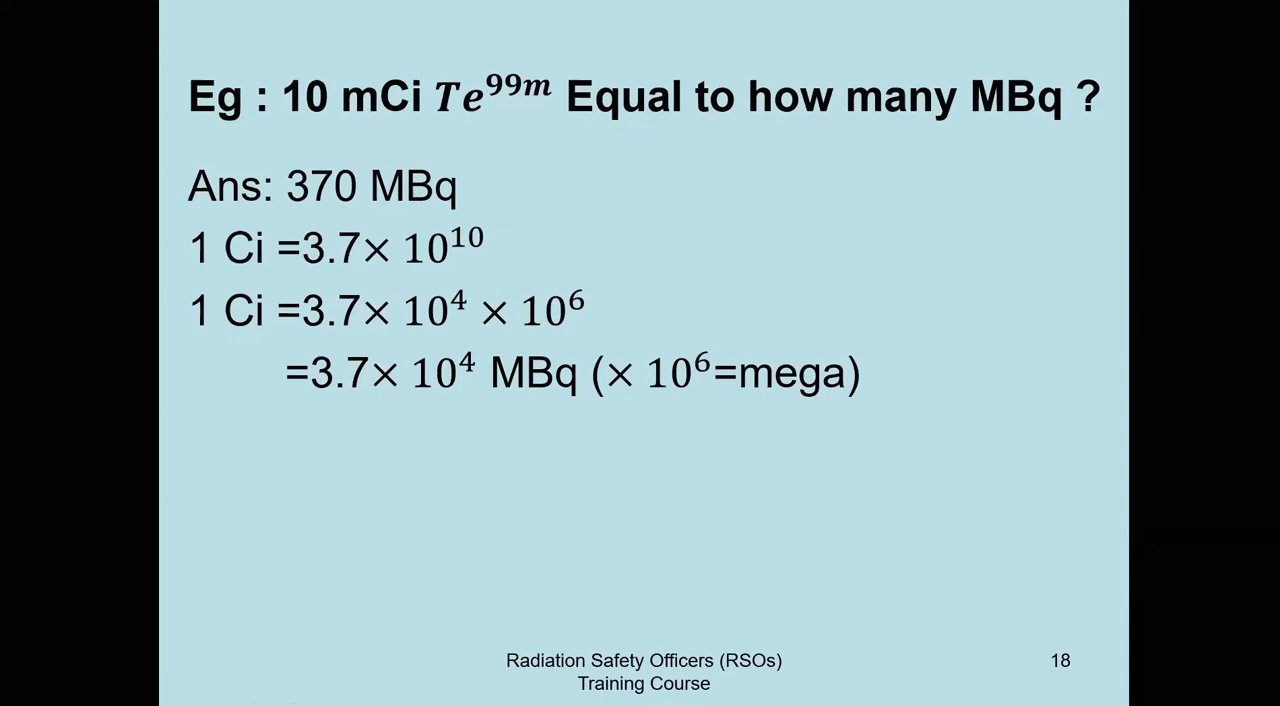 Eg : 10 mCi Te⁹⁹ᵐ Equal to how many MBq ?
Ans: 370 MBq
1 Ci =3.7× 10¹⁰
1 Ci =3.7× 10⁴ × 10⁶
=3.7× 10⁴ MBq (× 10⁶=mega)
Radiation Safety Officers (RSOs)
Training Course
18